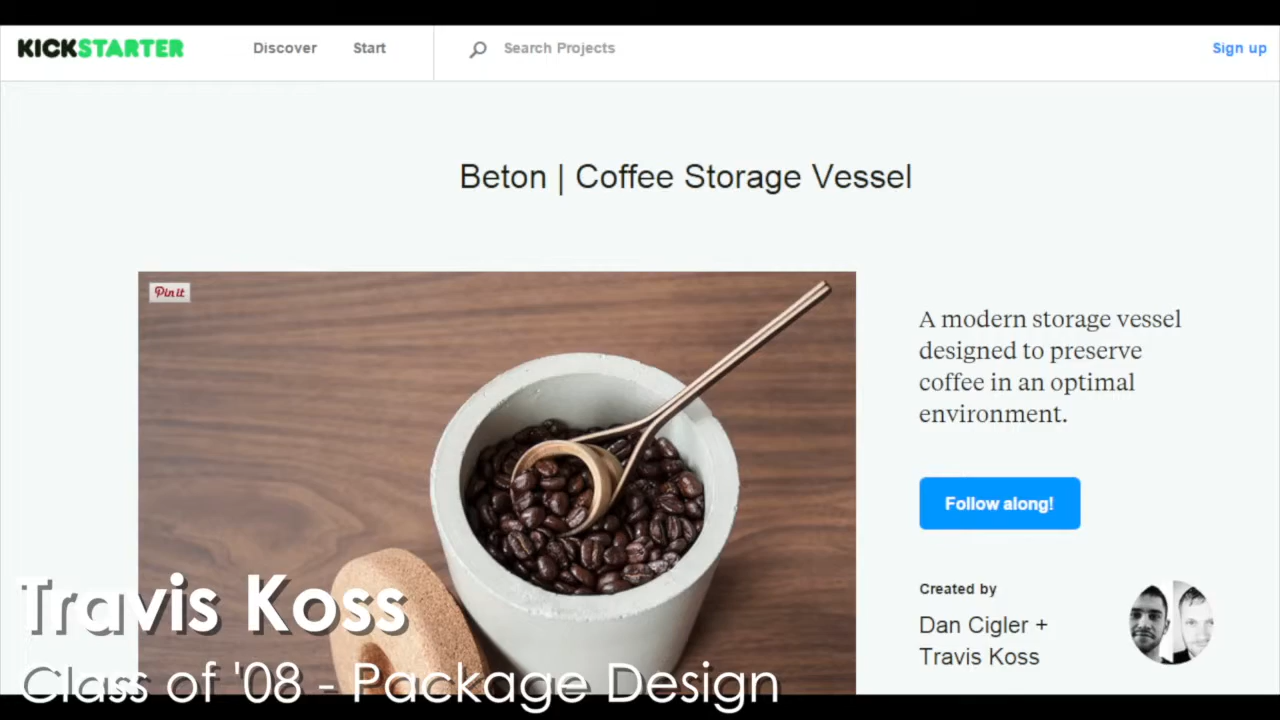 KICKSTARTER Discover Start Search Projects Sign up
Beton | Coffee Storage Vessel
Pin it
A modern storage vessel
designed to preserve
coffee in an optimal
environment.
Follow along!
Created by
Dan Cigler +
Travis Koss
Travis Koss
Class of '08 - Package Design